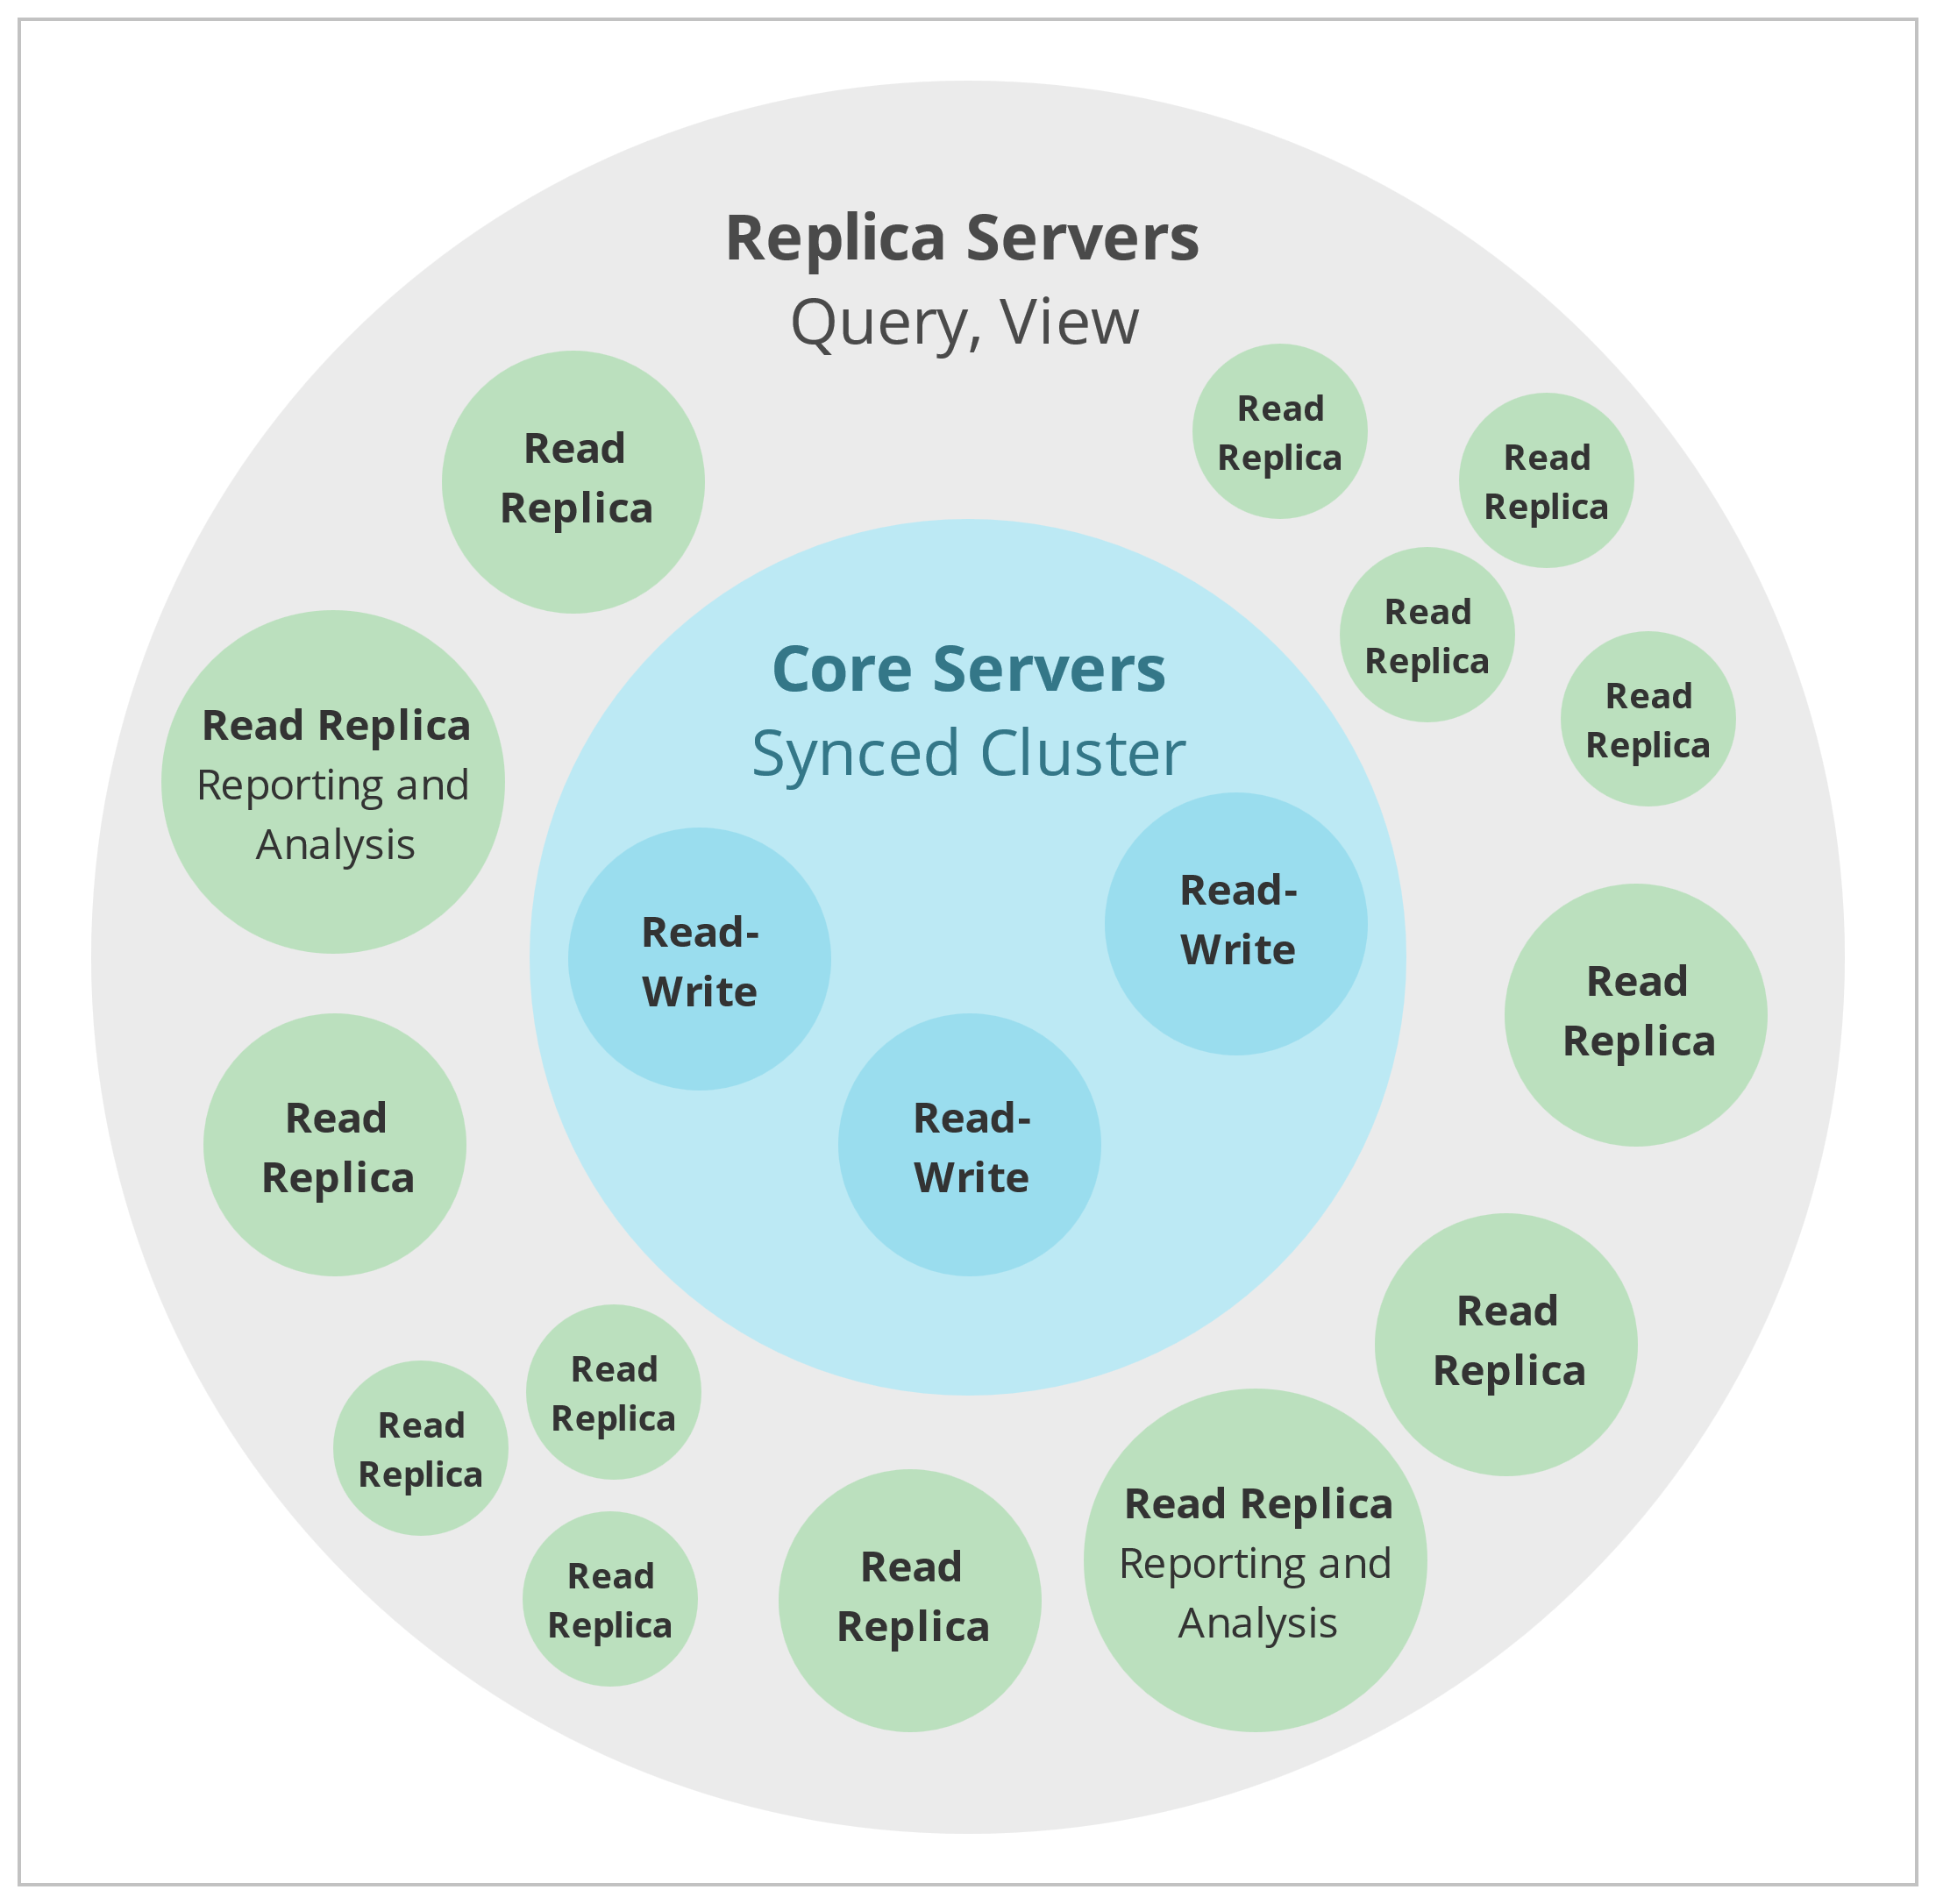 Replica Servers
Query, View
Read
Replica
Read
Replica
Read
Replica
Read
Replica
Read
Replica
Core Servers
Synced Cluster
Read Replica
Reporting and
Analysis
Read-
Write
Read-
Write
Read-
Write
Read
Replica
Read
Replica
Read
Replica
Read
Replica
Read
Replica
Read
Replica
Read
Replica
Read Replica
Reporting and
Analysis